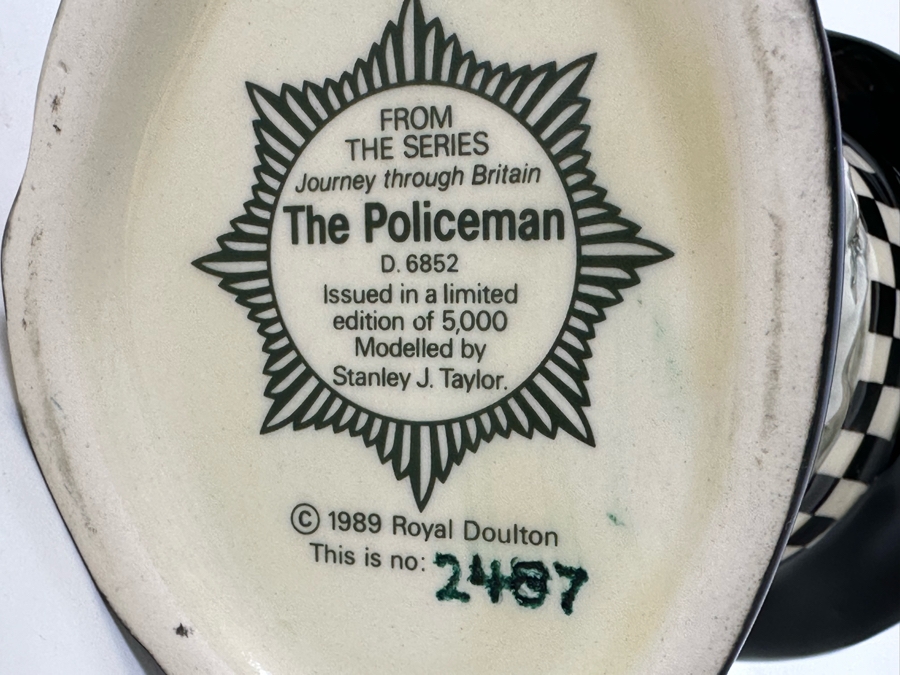 FROM
THE SERIES
Journey through Britain
The Policeman
D. 6852
Issued in a limited
edition of 5,000
Modelled by
Stanley J. Taylor.
© 1989 Royal Doulton
This is no: 2487